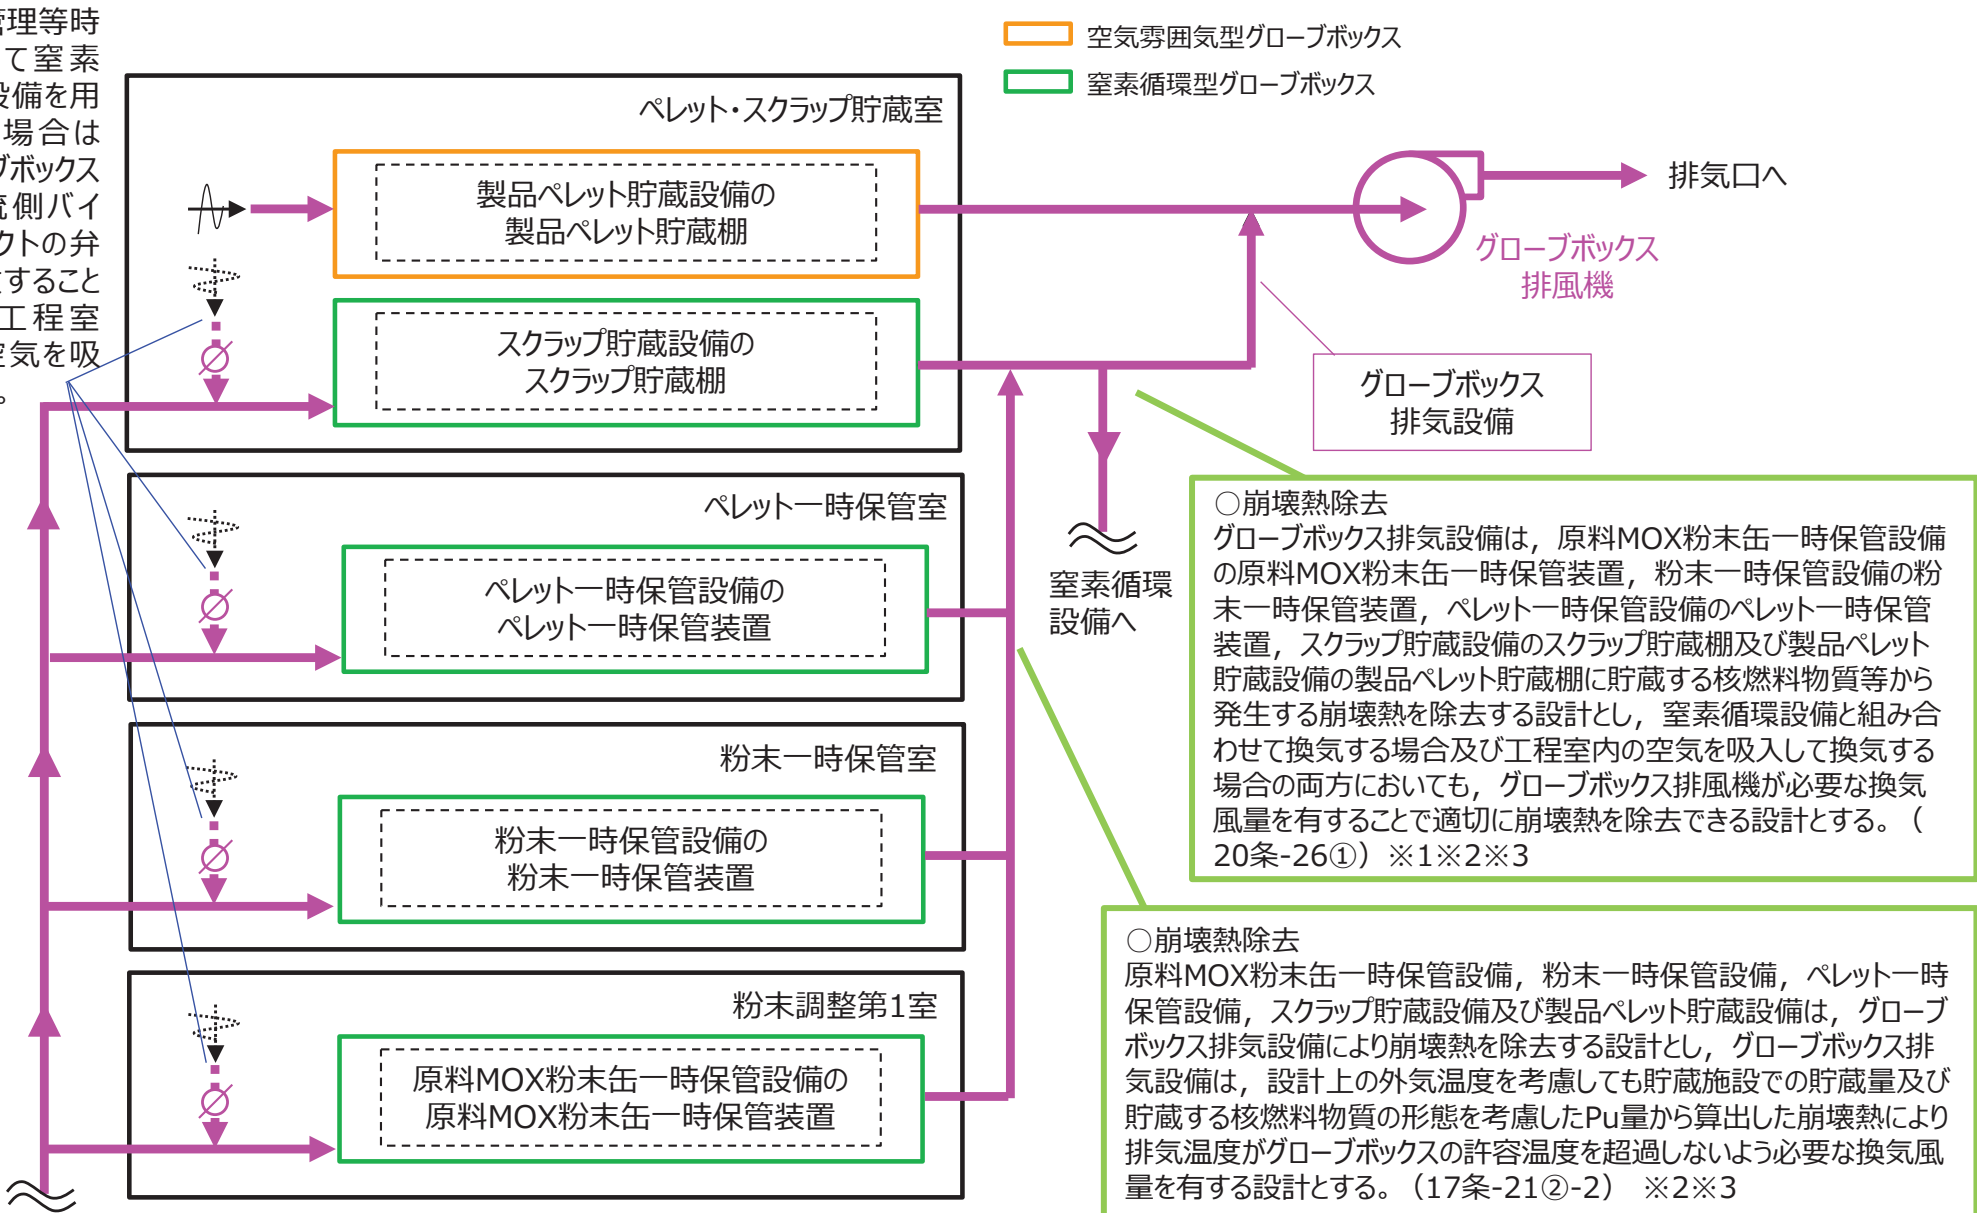 管理等時
て窒素
設備を用
場合は
ブボックス
流側バイ
クトの弁
することと
工程室
空気を吸
。
空気雰囲気型グローブボックス
窒素循環型グローブボックス
ペレット・スクラップ貯蔵室
製品ペレット貯蔵設備の
製品ペレット貯蔵棚
スクラップ貯蔵設備の
スクラップ貯蔵棚
排気口へ
グローブボックス
排風機
グローブボックス
排気設備
窒素循環
設備へ
ペレット一時保管室
ペレット一時保管設備の
ペレット一時保管装置
粉末一時保管室
粉末一時保管設備の
粉末一時保管装置
粉末調整第1室
原料MOX粉末缶一時保管設備の
原料MOX粉末缶一時保管装置
○崩壊熱除去
グローブボックス排気設備は，原料MOX粉末缶一時保管設備
の原料MOX粉末缶一時保管装置，粉末一時保管設備の粉
末一時保管装置，ペレット一時保管設備のペレット一時保管
装置，スクラップ貯蔵設備のスクラップ貯蔵棚及び製品ペレット
貯蔵設備の製品ペレット貯蔵棚に貯蔵する核燃料物質等から
発生する崩壊熱を除去する設計とし，窒素循環設備と組み合
わせて換気する場合及び工程室内の空気を吸入して換気する
場合の両方においても，グローブボックス排風機が必要な換気
風量を有することで適切に崩壊熱を除去できる設計とする。（
20条-26①）※1※2※3
○崩壊熱除去
原料MOX粉末缶一時保管設備，粉末一時保管設備，ペレット一時
保管設備，スクラップ貯蔵設備及び製品ペレット貯蔵設備は，グローブ
ボックス排気設備により崩壊熱を除去する設計とし，グローブボックス排
気設備は，設計上の外気温度を考慮しても貯蔵施設での貯蔵量及び
貯蔵する核燃料物質の形態を考慮したPu量から算出した崩壊熱により
排気温度がグローブボックスの許容温度を超過しないよう必要な換気風
量を有する設計とする。（17条-21②-2） ※2※3